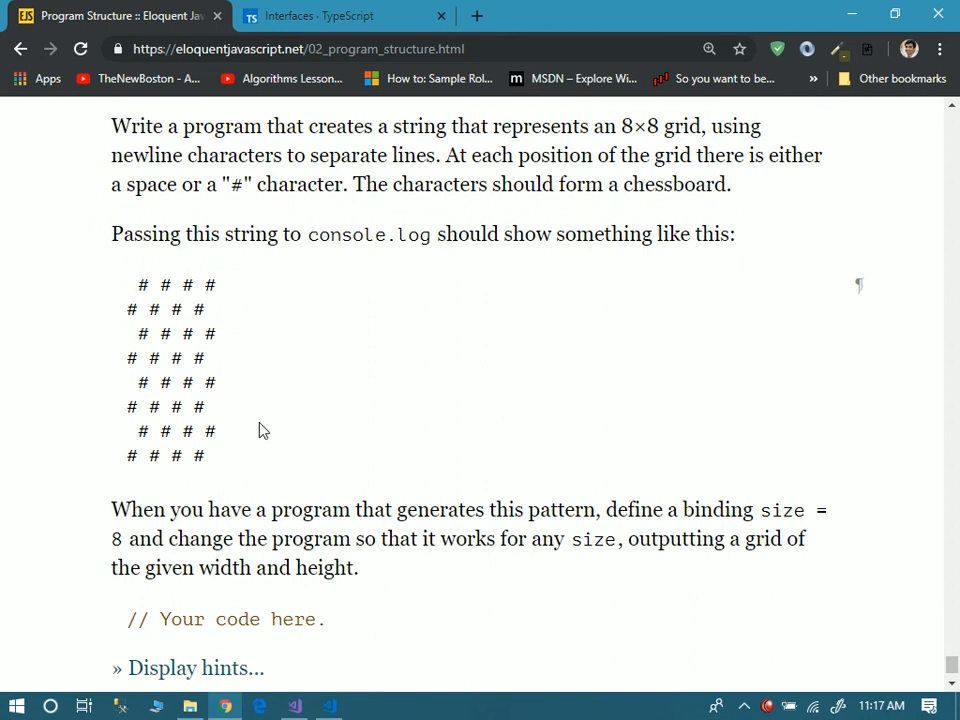 EJS Program Structure :: Eloquent Jav
TS Interfaces · TypeScript
https://eloquentjavascript.net/02_program_structure.html
Apps TheNewBoston - A... Algorithms Lesson... How to: Sample Rol... m MSDN – Explore Wi... So you want to be... » Other bookmarks
Write a program that creates a string that represents an 8×8 grid, using
newline characters to separate lines. At each position of the grid there is either
a space or a "#" character. The characters should form a chessboard.
Passing this string to console.log should show something like this:
 # # # # ¶
# # # #
 # # # #
# # # #
 # # # #
# # # #
 # # # #
# # # #
When you have a program that generates this pattern, define a binding size =
8 and change the program so that it works for any size, outputting a grid of
the given width and height.
// Your code here.
» Display hints...
11:17 AM